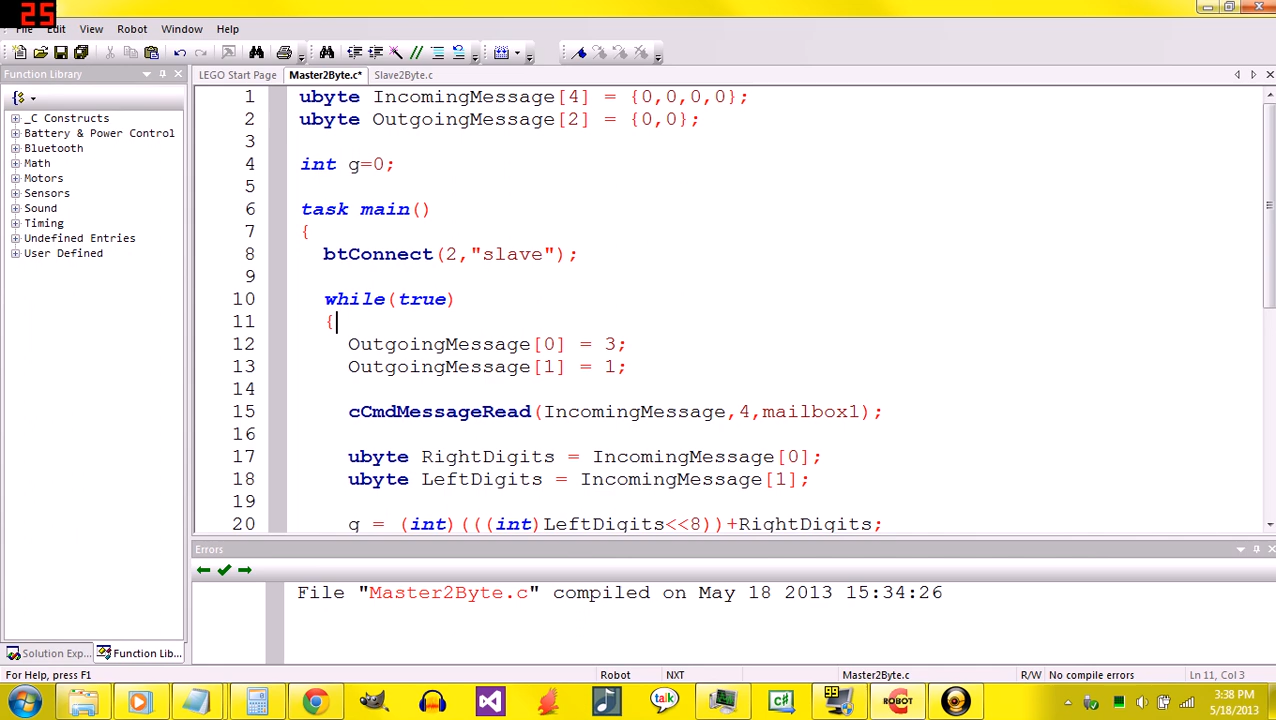 25
File Edit View Robot Window Help
Function Library
LEGO Start Page Master2Byte.c* Slave2Byte.c
_C Constructs
Battery & Power Control
Bluetooth
Math
Motors
Sensors
Sound
Timing
Undefined Entries
User Defined
1 ubyte IncomingMessage[4] = {0,0,0,0};
2 ubyte OutgoingMessage[2] = {0,0};
3
4 int g=0;
5
6 task main()
7 {
8 btConnect(2,"slave");
9
10 while(true)
11 {
12 OutgoingMessage[0] = 3;
13 OutgoingMessage[1] = 1;
14
15 cCmdMessageRead(IncomingMessage,4,mailbox1);
16
17 ubyte RightDigits = IncomingMessage[0];
18 ubyte LeftDigits = IncomingMessage[1];
19
20 g = (int)(((int)LeftDigits<<8))+RightDigits;
Errors
File "Master2Byte.c" compiled on May 18 2013 15:34:26
Solution Exp... Function Lib...
For Help, press F1 Robot NXT Master2Byte.c R/W No compile errors Ln 11, Col 3
talk C# 99 ROBOT
3:38 PM
5/18/2013